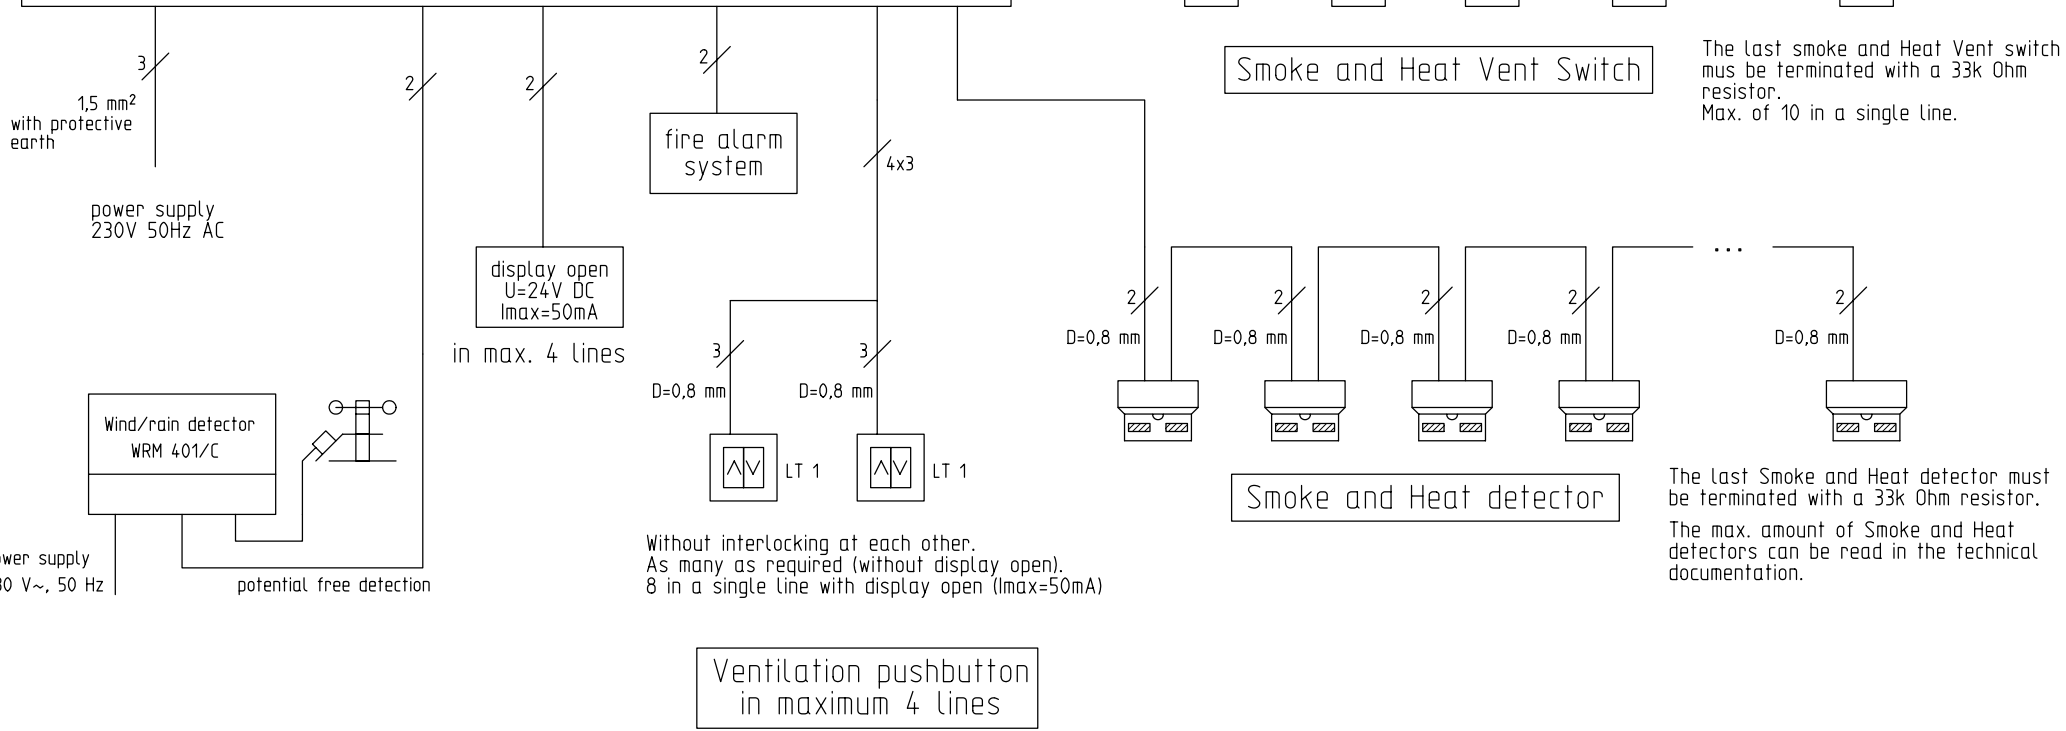 3
1,5 mm²
with protective
earth
power supply
230V 50Hz AC
2
2
display open
U=24V DC
Imax=50mA
in max. 4 lines
2
fire alarm
system
4x3
3
D=0,8 mm
3
D=0,8 mm
LT 1
LT 1
Without interlocking at each other.
As many as required (without display open).
8 in a single line with display open (Imax=50mA)
Ventilation pushbutton
in maximum 4 lines
Wind/rain detector
WRM 401/C
ower supply
30 V~, 50 Hz
potential free detection
Smoke and Heat Vent Switch
The last smoke and Heat Vent switch
mus be terminated with a 33k Ohm
resistor.
Max. of 10 in a single line.
...
2
D=0,8 mm
2
D=0,8 mm
2
D=0,8 mm
2
D=0,8 mm
2
D=0,8 mm
Smoke and Heat detector
The last Smoke and Heat detector must
be terminated with a 33k Ohm resistor.
The max. amount of Smoke and Heat
detectors can be read in the technical
documentation.